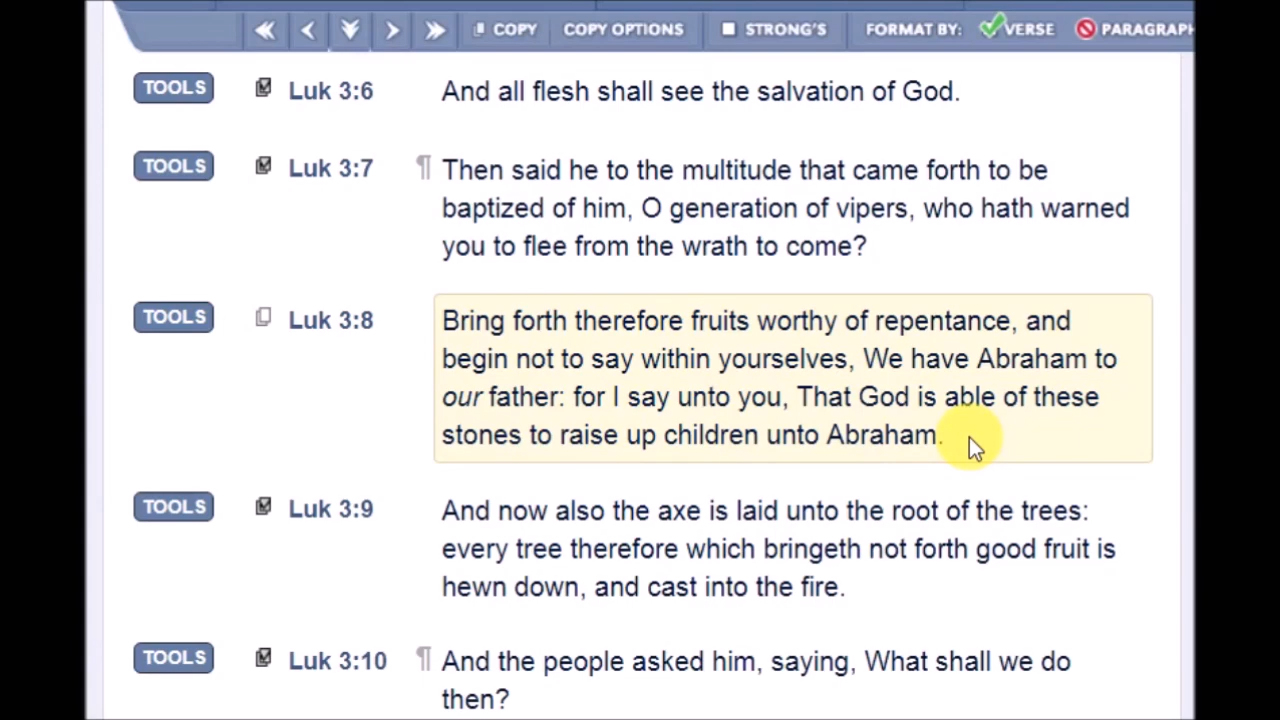 COPY COPY OPTIONS STRONG'S FORMAT BY: VERSE PARAGRAPH
TOOLS Luk 3:6 And all flesh shall see the salvation of God.
TOOLS Luk 3:7 ¶ Then said he to the multitude that came forth to be
baptized of him, O generation of vipers, who hath warned
you to flee from the wrath to come?
TOOLS Luk 3:8 Bring forth therefore fruits worthy of repentance, and
begin not to say within yourselves, We have Abraham to
our father: for I say unto you, That God is able of these
stones to raise up children unto Abraham.
TOOLS Luk 3:9 And now also the axe is laid unto the root of the trees:
every tree therefore which bringeth not forth good fruit is
hewn down, and cast into the fire.
TOOLS Luk 3:10 ¶ And the people asked him, saying, What shall we do
then?